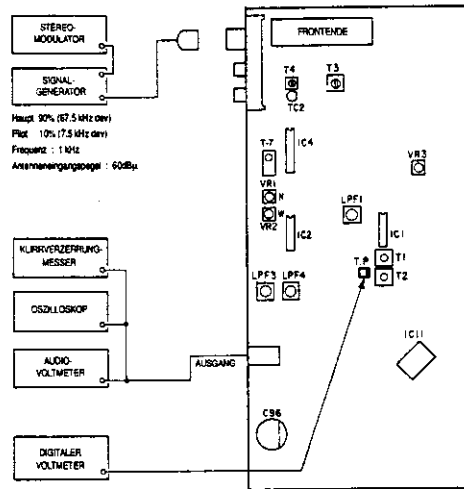 STEREO-
MODULATOR
SIGNAL-
GENERATOR
Haupt 90% (67.5 kHz dev)
Pilot 10% (7.5 kHz dev)
Frequenz : 1 kHz
Antenneneingangspegel : 60dBµ
KLIRRVERZERRUNG-
MESSER
OSZILLOSKOP
AUDIO-
VOLTMETER
DIGITALER
VOLTMETER
AUSGANG
FRONTENDE
T4
T3
TC2
T-7
IC4
VR3
VR1
N
W
VR2
IC2
LPF1
IC1
T1
T.P
T2
LPF3
LPF4
IC11
C96